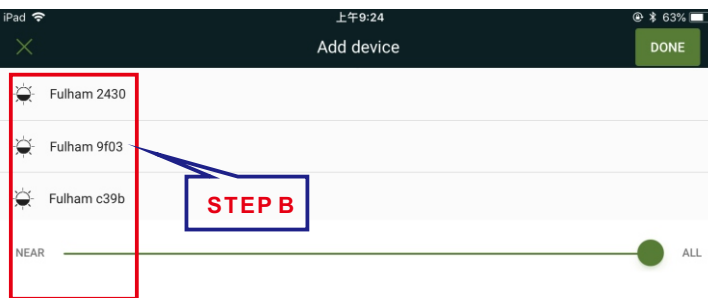 iPad 上午9:24 63%
Add device DONE
Fulham 2430
Fulham 9f03
Fulham c39b
STEP B
NEAR ALL